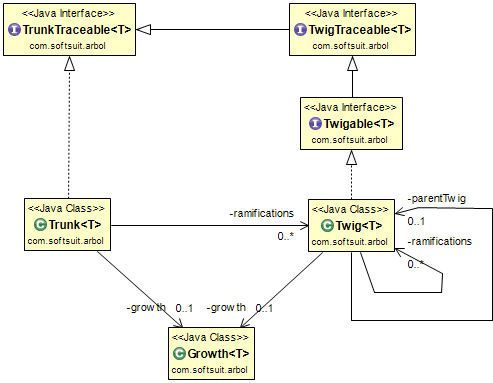 <<Java Interface>>
TrunkTraceable<T>
com.softsuit.arbol
<<Java Interface>>
TwigTraceable<T>
com.softsuit.arbol
<<Java Interface>>
Twigable<T>
com.softsuit.arbol
<<Java Class>>
Trunk<T>
com.softsuit.arbol
-ramifications
0..*
<<Java Class>>
Twig<T>
com.softsuit.arbol
-parentTwig
0..1
-ramifications
0..*
-growth 0..1
-growth 0..1
<<Java Class>>
Growth<T>
com.softsuit.arbol